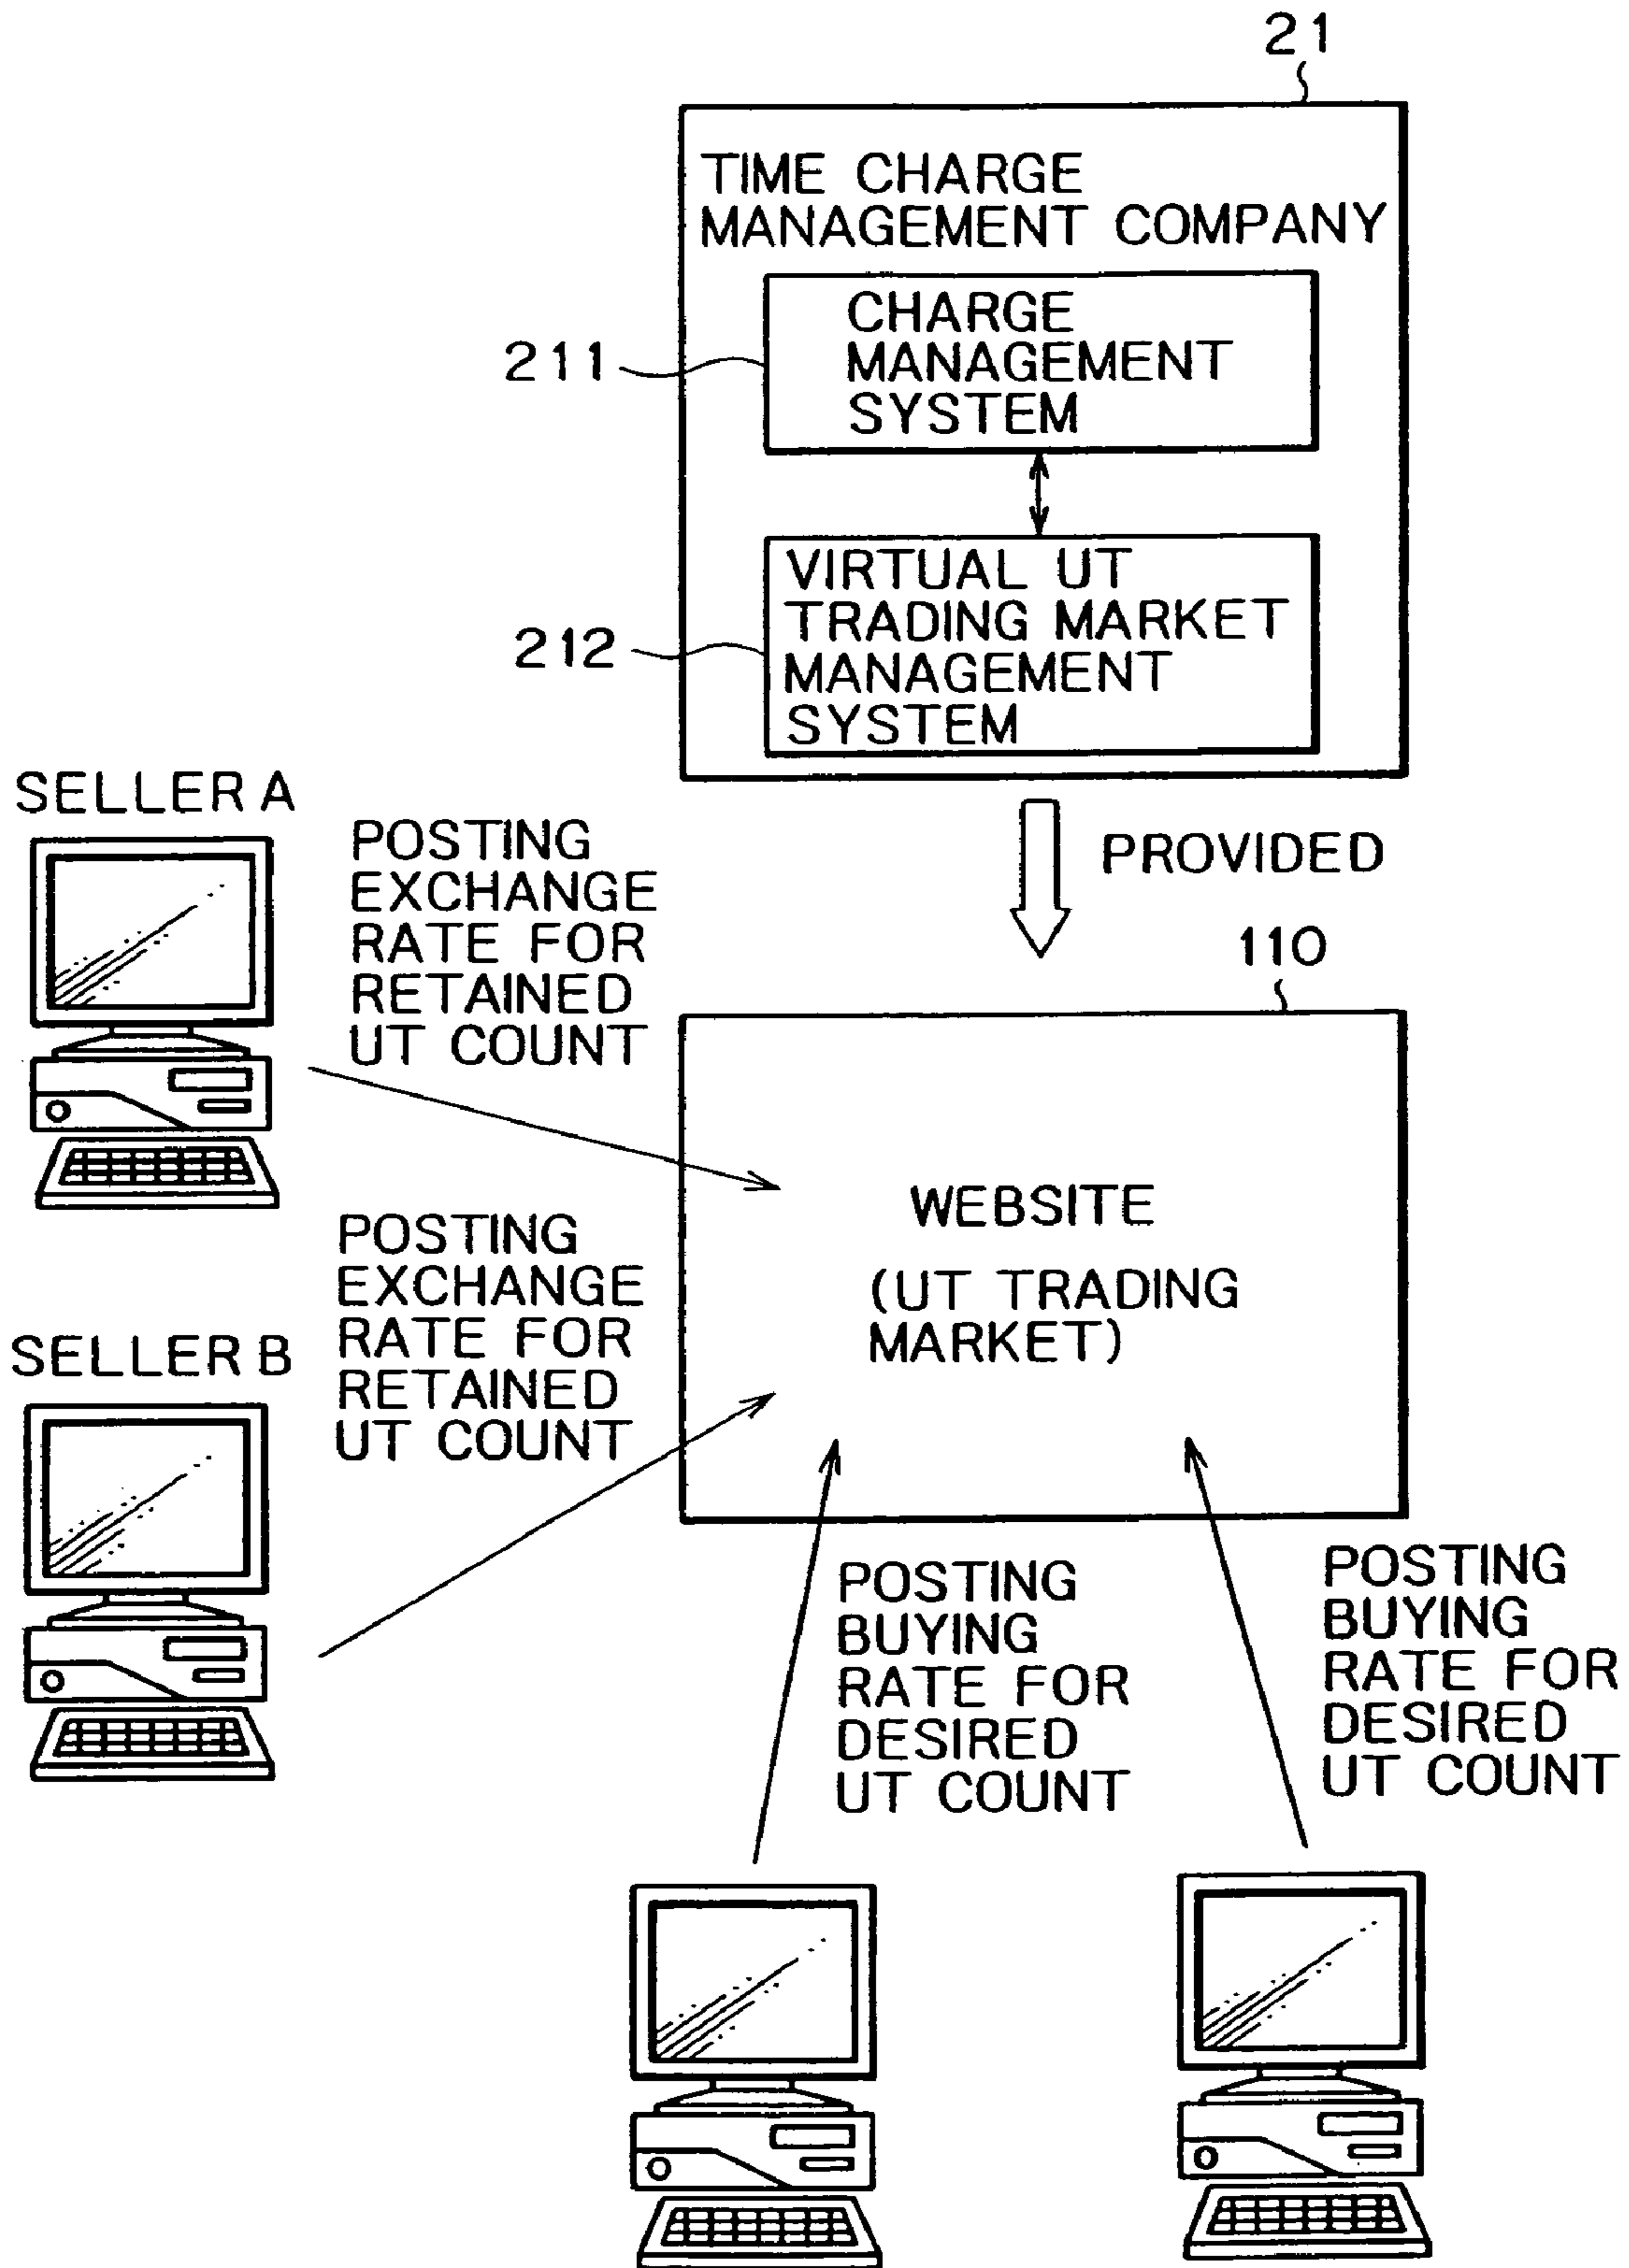 21
TIME CHARGE
MANAGEMENT COMPANY
CHARGE
MANAGEMENT
SYSTEM
211
VIRTUAL UT
TRADING MARKET
MANAGEMENT
SYSTEM
212
SELLER A
POSTING
EXCHANGE
RATE FOR
RETAINED
UT COUNT
PROVIDED
110
WEBSITE
(UT TRADING
MARKET)
SELLER B
POSTING
EXCHANGE
RATE FOR
RETAINED
UT COUNT
POSTING
BUYING
RATE FOR
DESIRED
UT COUNT
POSTING
BUYING
RATE FOR
DESIRED
UT COUNT